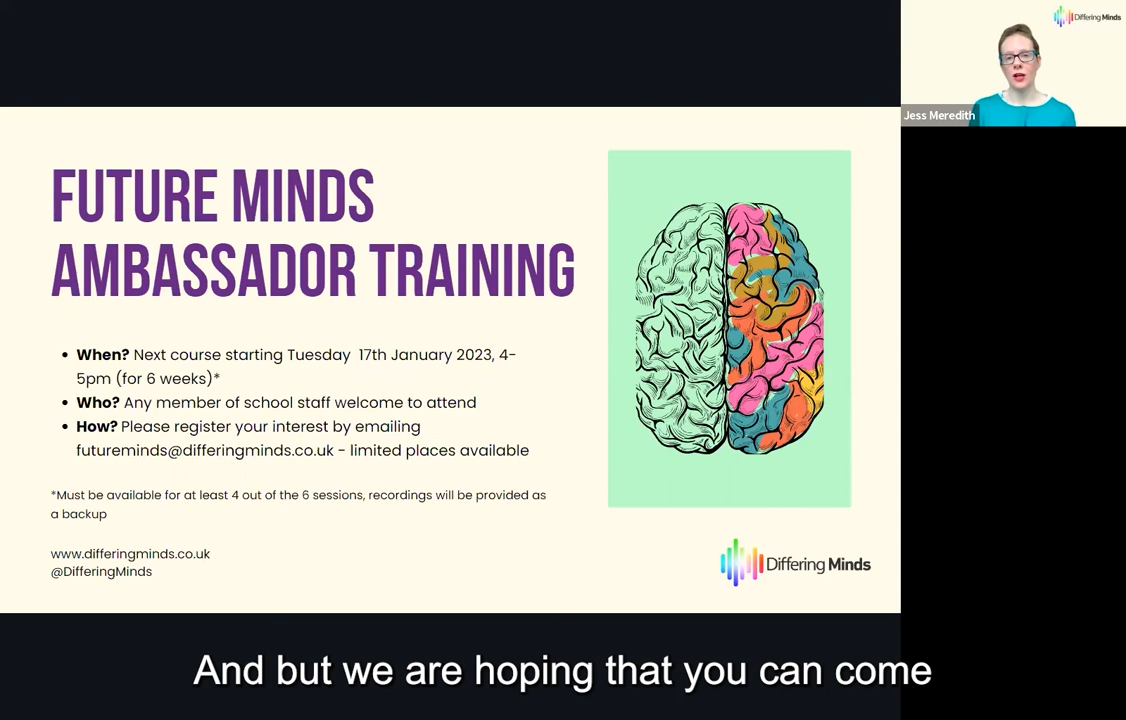 Differing Minds
Jess Meredith
FUTURE MINDS
AMBASSADOR TRAINING
• When? Next course starting Tuesday 17th January 2023, 4-
5pm (for 6 weeks)*
• Who? Any member of school staff welcome to attend
• How? Please register your interest by emailing
futureminds@differingminds.co.uk - limited places available
*Must be available for at least 4 out of the 6 sessions, recordings will be provided as
a backup
www.differingminds.co.uk
@DifferingMinds
Differing Minds
And but we are hoping that you can come